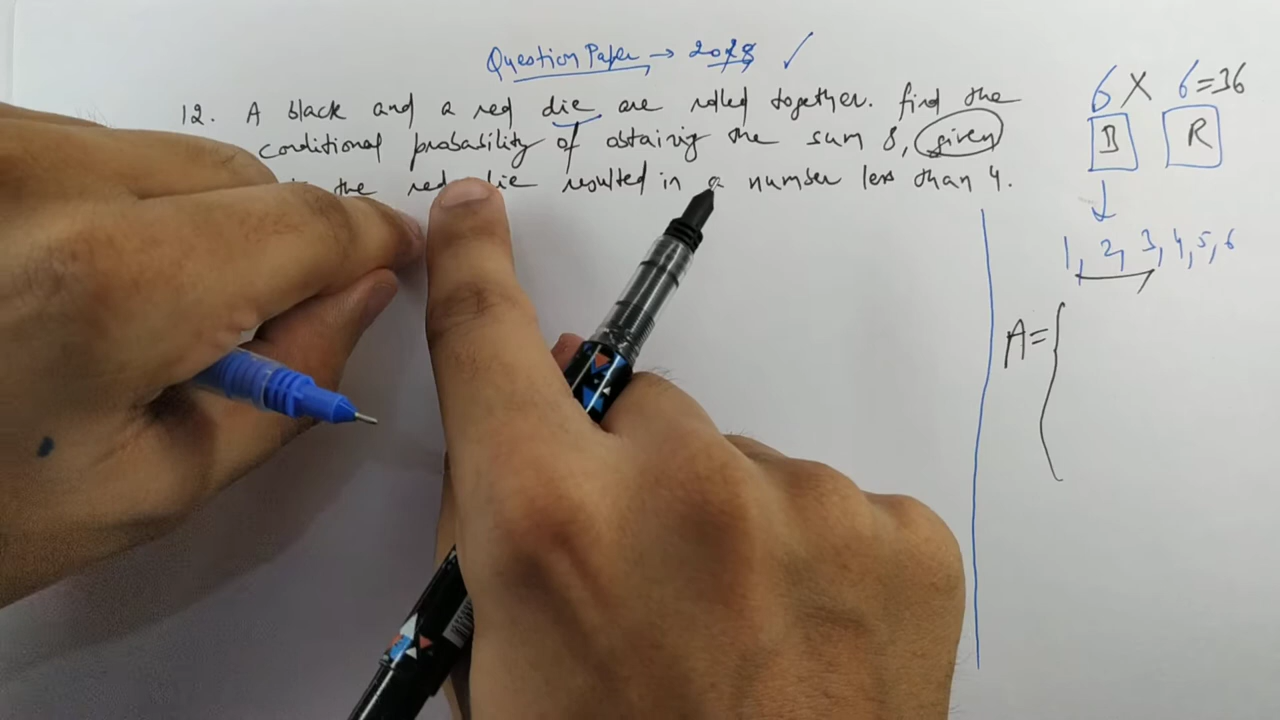 Question Paper → 2018 ✓
12. A black and a red die are rolled together. find the
conditional probability of obtaining the sum 8, given
the red die resulted in a number less than 4.
6 X 6=36
B R
↓
1, 2, 3, 4, 5, 6
A={